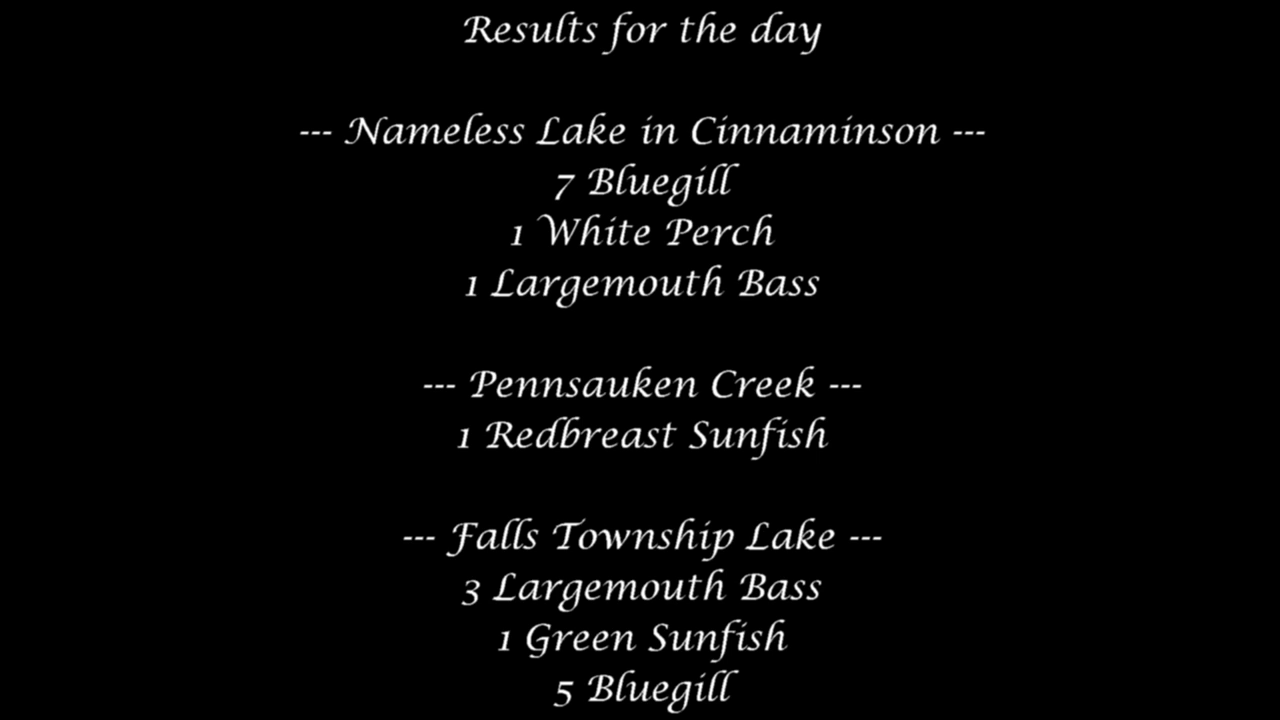 Results for the day
--- Nameless Lake in Cinnaminson ---
7 Bluegill
1 White Perch
1 Largemouth Bass
--- Pennsauken Creek ---
1 Redbreast Sunfish
--- Falls Township Lake ---
3 Largemouth Bass
1 Green Sunfish
5 Bluegill